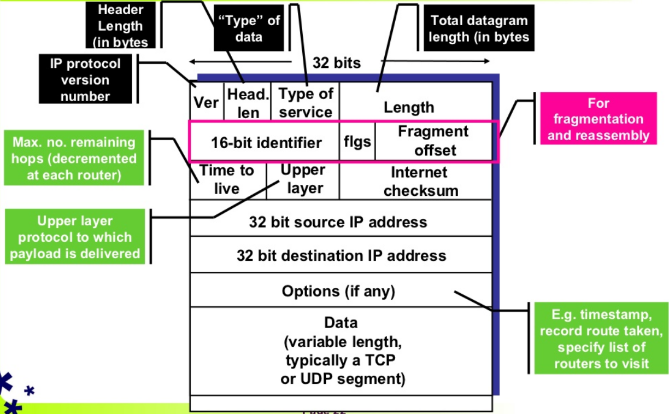 Header
Length
(in bytes
"Type" of
data
Total datagram
length (in bytes
32 bits
IP protocol
version
number
Ver
Head.
len
Type of
service
Length
For
fragmentation
and reassembly
16-bit identifier
flgs
Fragment
offset
Max. no. remaining
hops (decremented
at each router)
Time to
live
Upper
layer
Internet
checksum
Upper layer
protocol to which
payload is delivered
32 bit source IP address
32 bit destination IP address
Options (if any)
E.g. timestamp,
record route taken,
specify list of
routers to visit
Data
(variable length,
typically a TCP
or UDP segment)